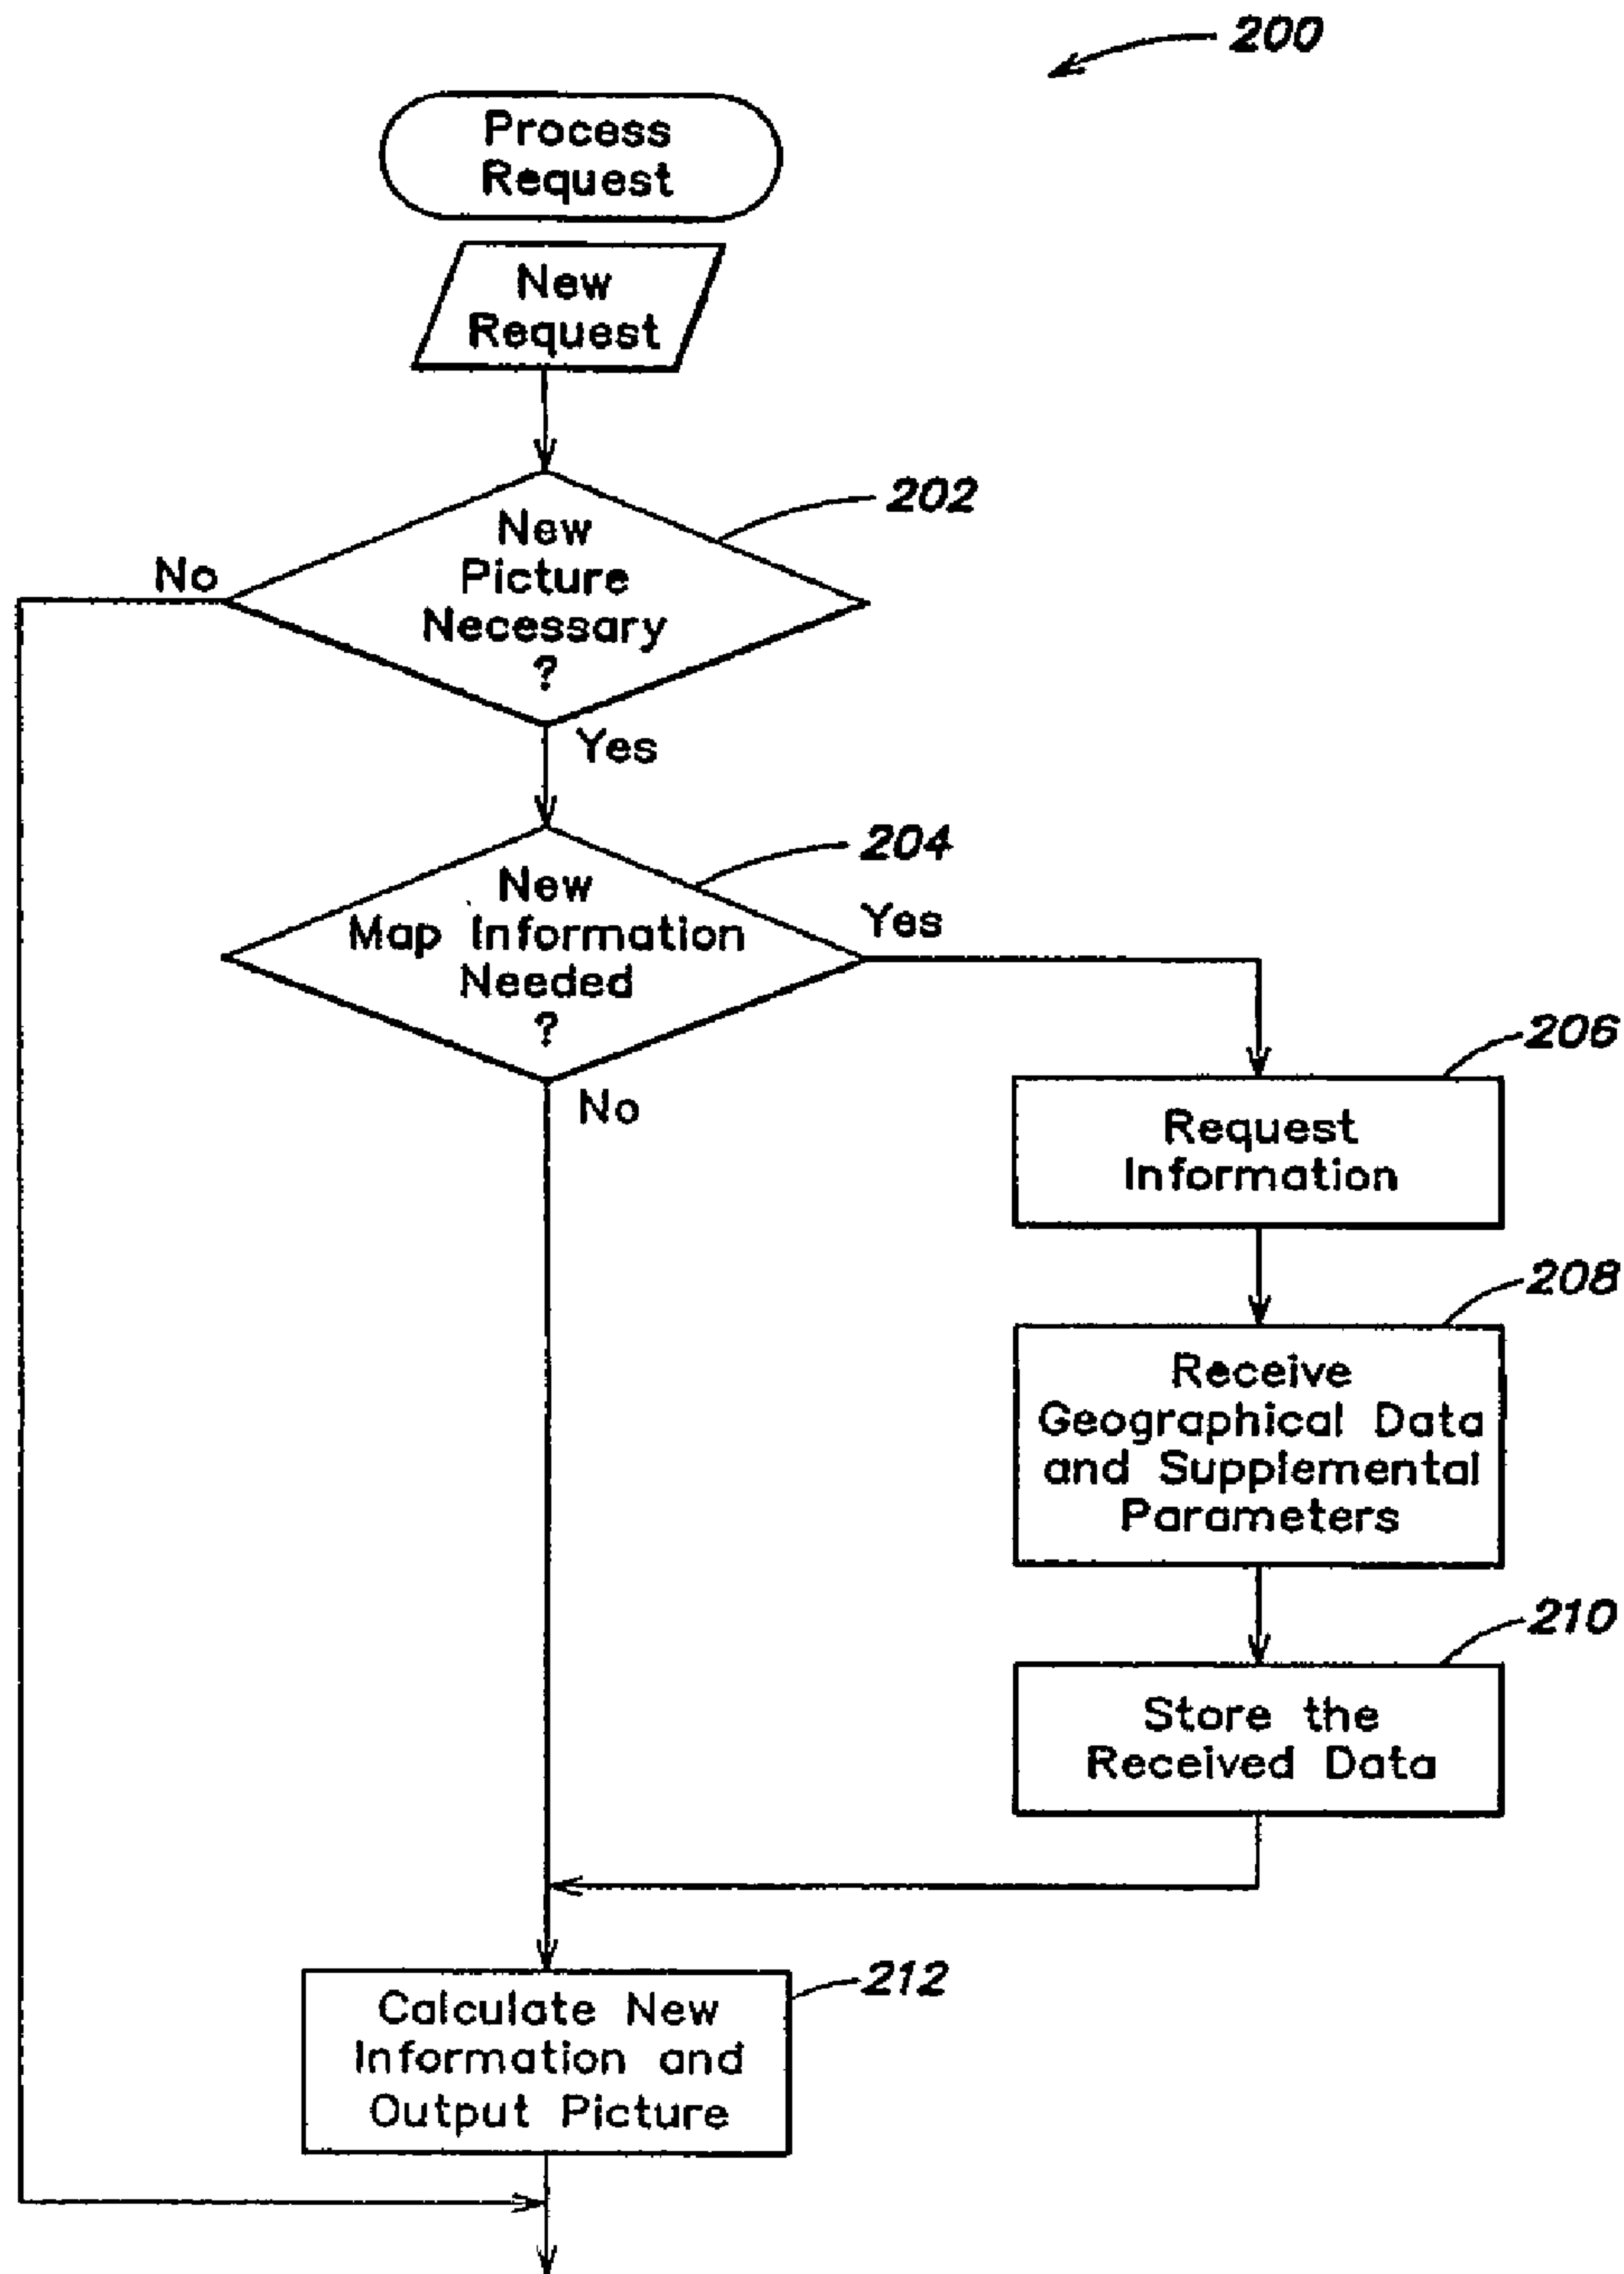 200
Process
Request
New
Request
202
New
Picture
Necessary
?
No
Yes
204
New
Map Information
Needed
?
Yes
No
206
Request
Information
208
Receive
Geographical Data
and Supplemental
Parameters
210
Store the
Received Data
212
Calculate New
Information and
Output Picture